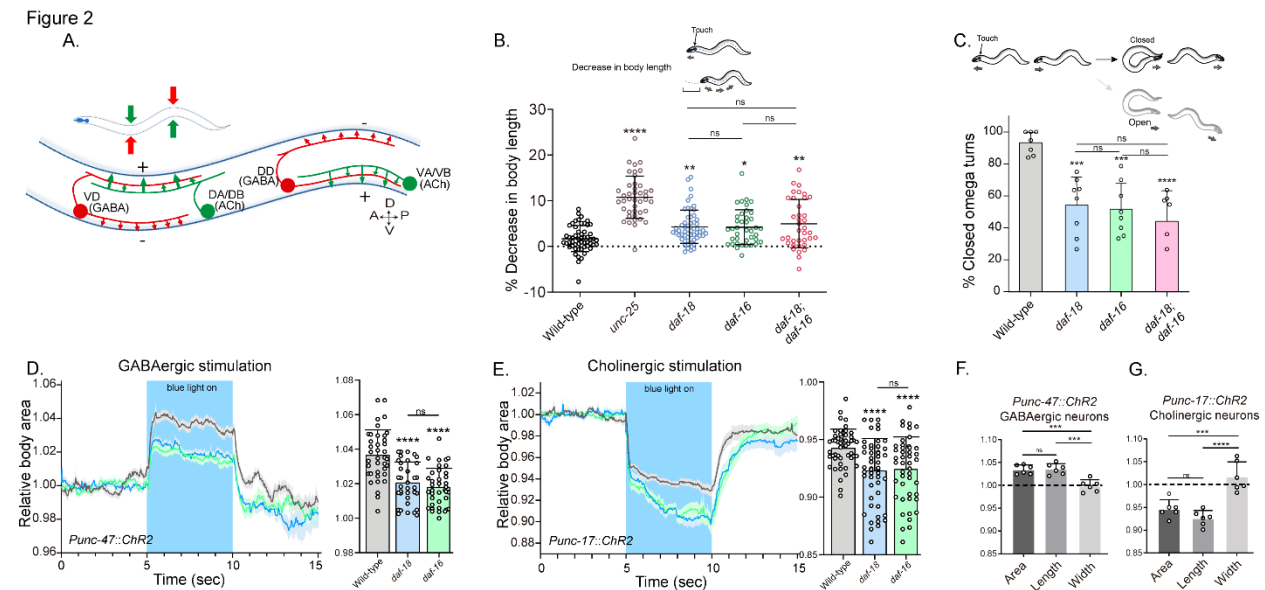 Figure 2
A.
+
-
DD
(GABA)
VA/VB
(ACh)
VD
(GABA)
DA/DB
(ACh)
-
+
D
A
P
V
B.
Touch
Decrease in body length
ns
ns
ns
****
**
*
**
% Decrease in body length
30
20
10
0
-10
Wild-type
unc-25
daf-18
daf-16
daf-18;
daf-16
C.
Touch
Closed
Open
ns
ns
ns
***
***
****
% Closed omega turns
100
80
60
40
20
0
Wild-type
daf-18
daf-16
daf-18;
daf-16
D.
GABAergic stimulation
blue light on
Relative body area
1.06
1.04
1.02
1.00
0.98
0.96
Punc-47::ChR2
0
5
10
15
Time (sec)
1.08
1.06
1.04
1.02
1.00
0.98
ns
****
****
Wild-type
daf-18
daf-16
E.
Cholinergic stimulation
blue light on
Relative body area
1.02
1.00
0.98
0.96
0.94
0.92
0.90
0.88
Punc-17::ChR2
0
5
10
15
Time (sec)
1.00
0.95
0.90
0.85
ns
****
****
Wild-type
daf-18
daf-16
F.
Punc-47::ChR2
GABAergic neurons
***
***
ns
1.10
1.05
1.00
0.95
0.90
0.85
Area
Length
Width
G.
Punc-17::ChR2
Cholinergic neurons
***
****
ns
1.10
1.05
1.00
0.95
0.90
0.85
Area
Length
Width